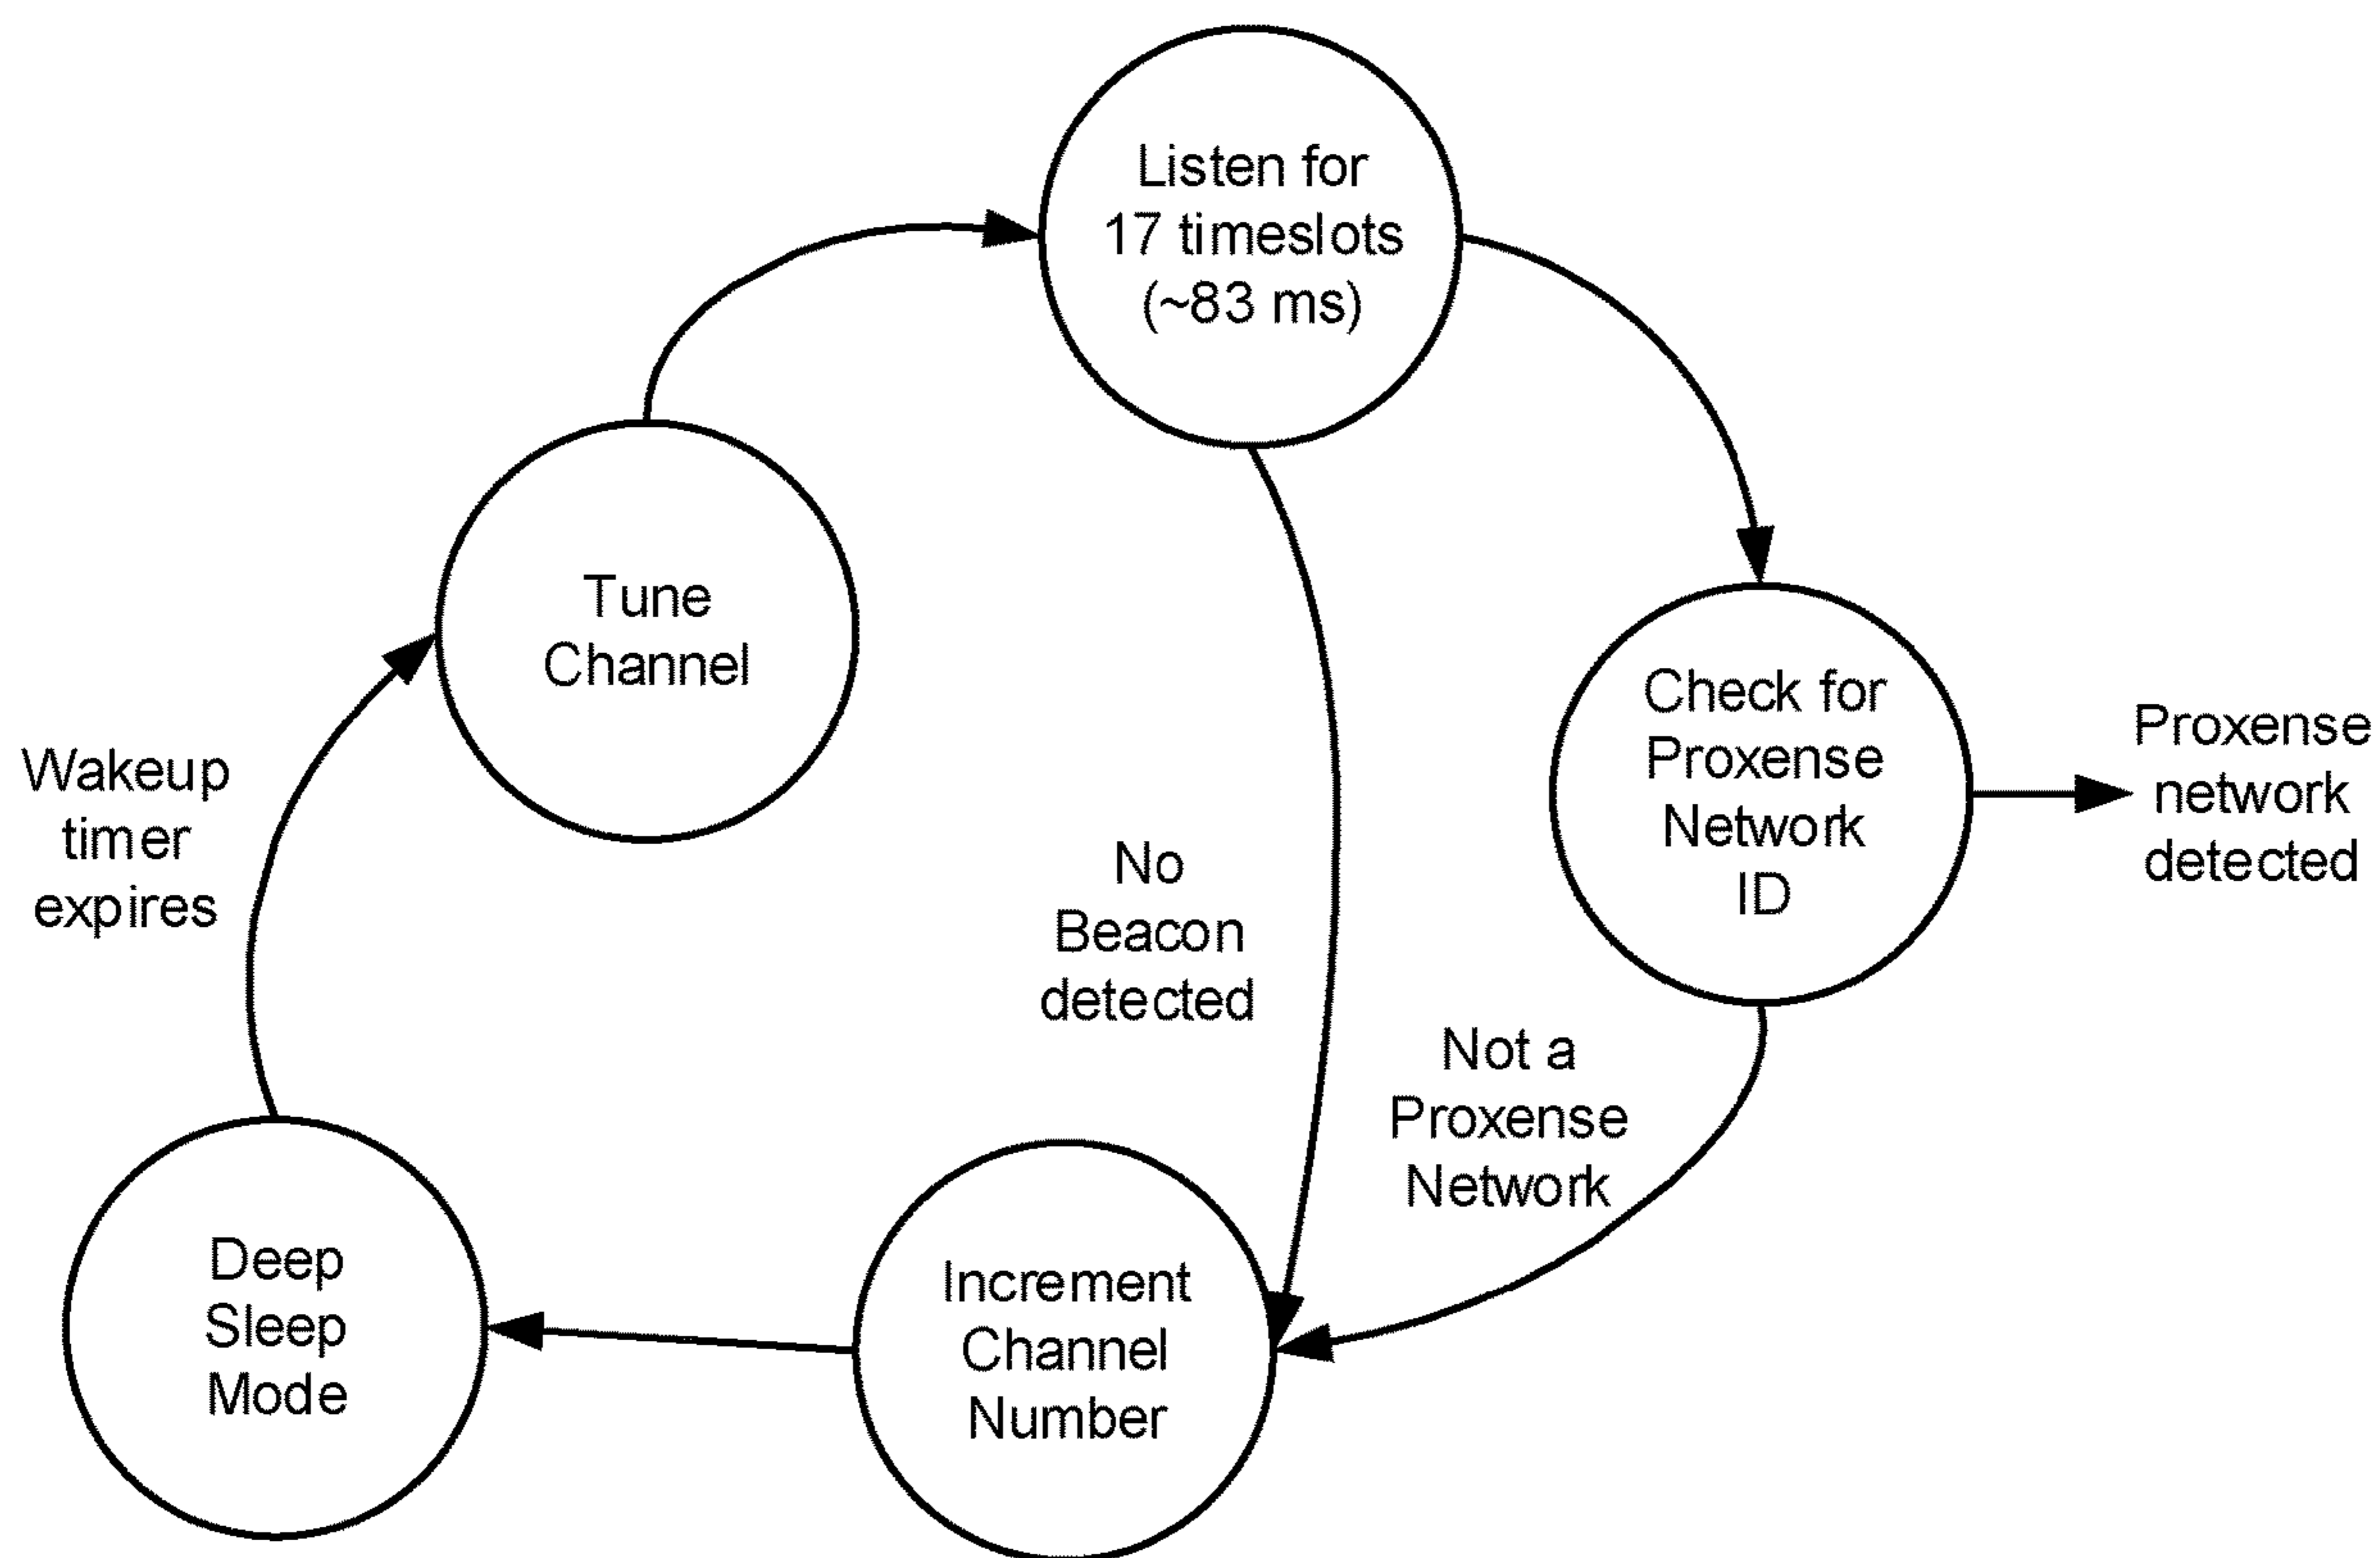 Listen for
17 timeslots
(~83 ms)
Tune
Channel
Check for
Proxense
Network
ID
Proxense
network
detected
Wakeup
timer
expires
No
Beacon
detected
Not a
Proxense
Network
Deep
Sleep
Mode
Increment
Channel
Number